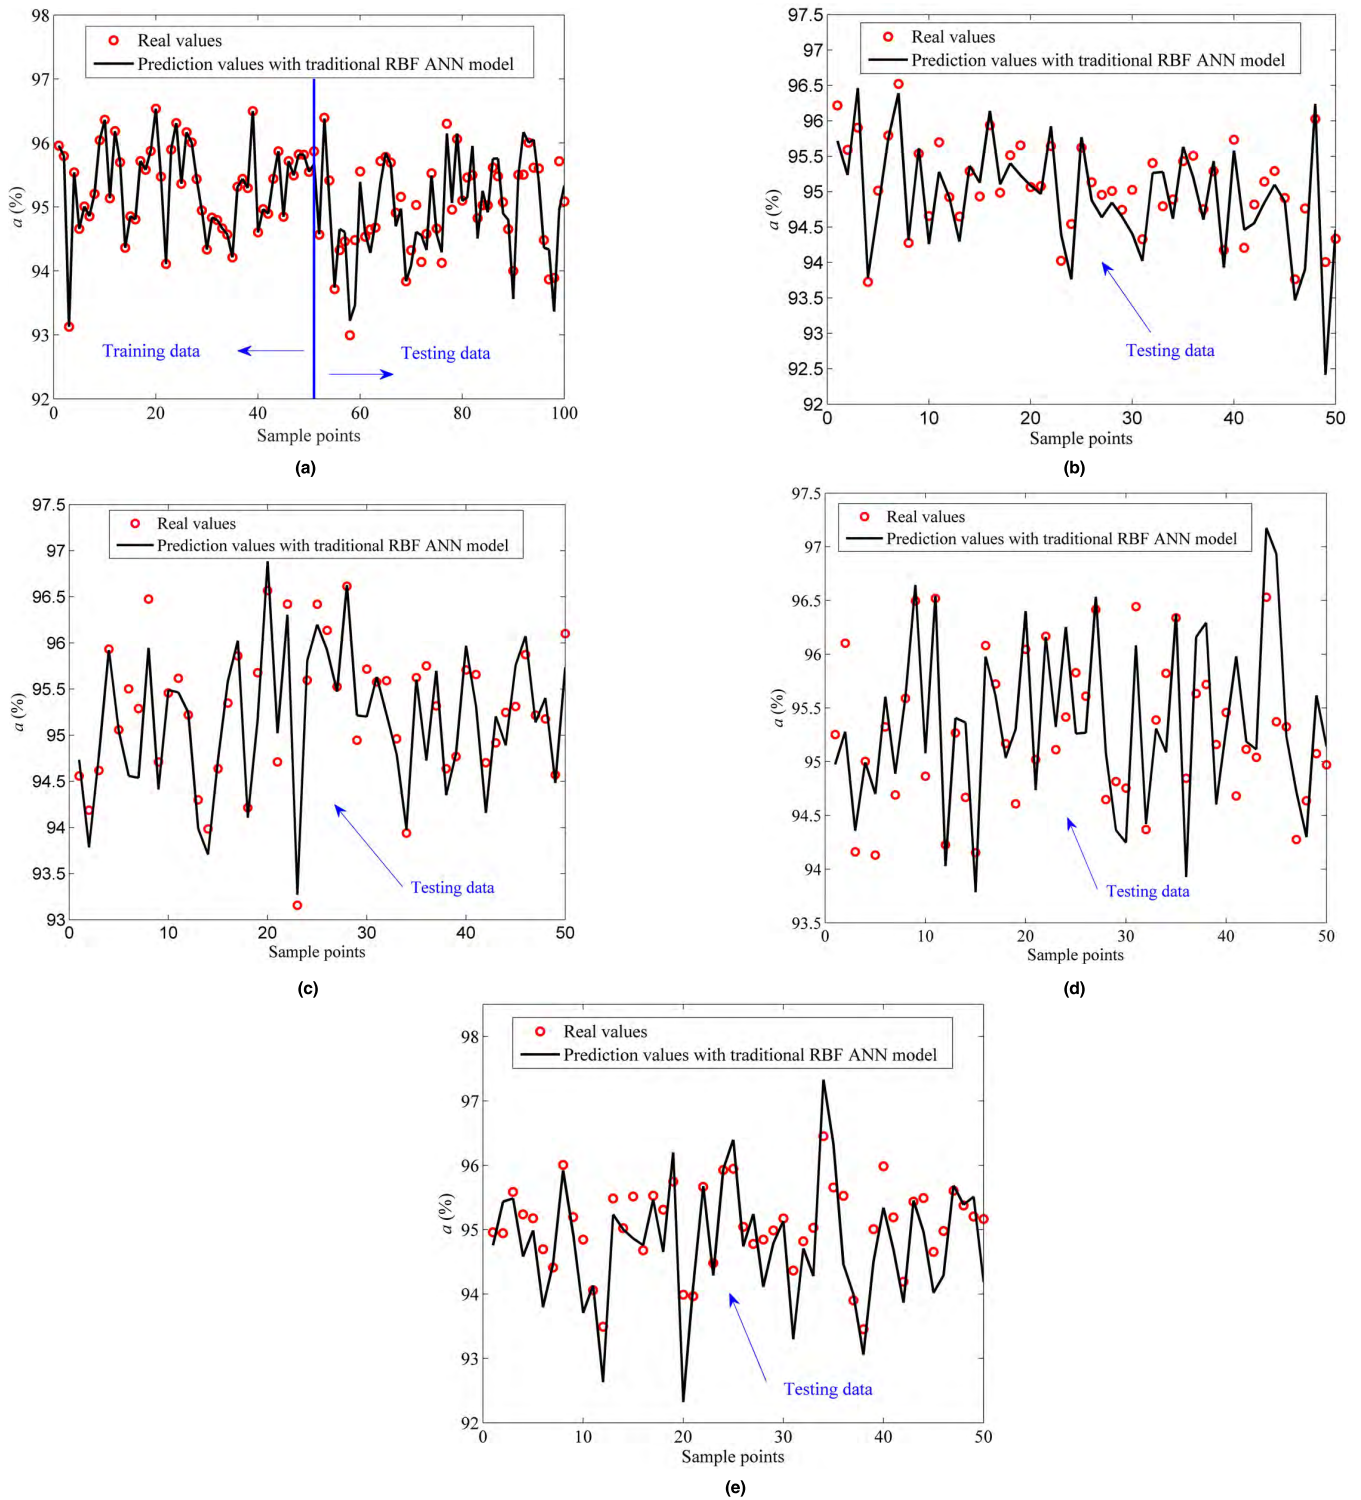 98
97
96
95
94
93
92
a (%)
Real values
Prediction values with traditional RBF ANN model
Training data
Testing data
0 20 40 60 80 100
Sample points
(a)
97.5
97
96.5
96
95.5
95
94.5
94
93.5
93
92.5
92
a (%)
Real values
Prediction values with traditional RBF ANN model
Testing data
0 10 20 30 40 50
Sample points
(b)
97.5
97
96.5
96
95.5
95
94.5
94
93.5
93
a (%)
Real values
Prediction values with traditional RBF ANN model
Testing data
0 10 20 30 40 50
Sample points
(c)
97.5
97
96.5
96
95.5
95
94.5
94
93.5
a (%)
Real values
Prediction values with traditional RBF ANN model
Testing data
0 10 20 30 40 50
Sample points
(d)
98
97
96
95
94
93
92
a (%)
Real values
Prediction values with traditional RBF ANN model
Testing data
0 10 20 30 40 50
Sample points
(e)